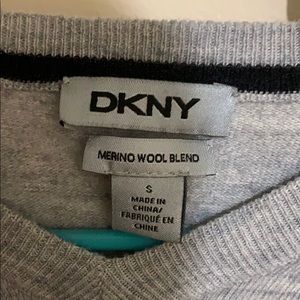 DKNY
MERINO WOOL BLEND
S
MADE IN
CHINA/
FABRIQUÉ EN
CHINE